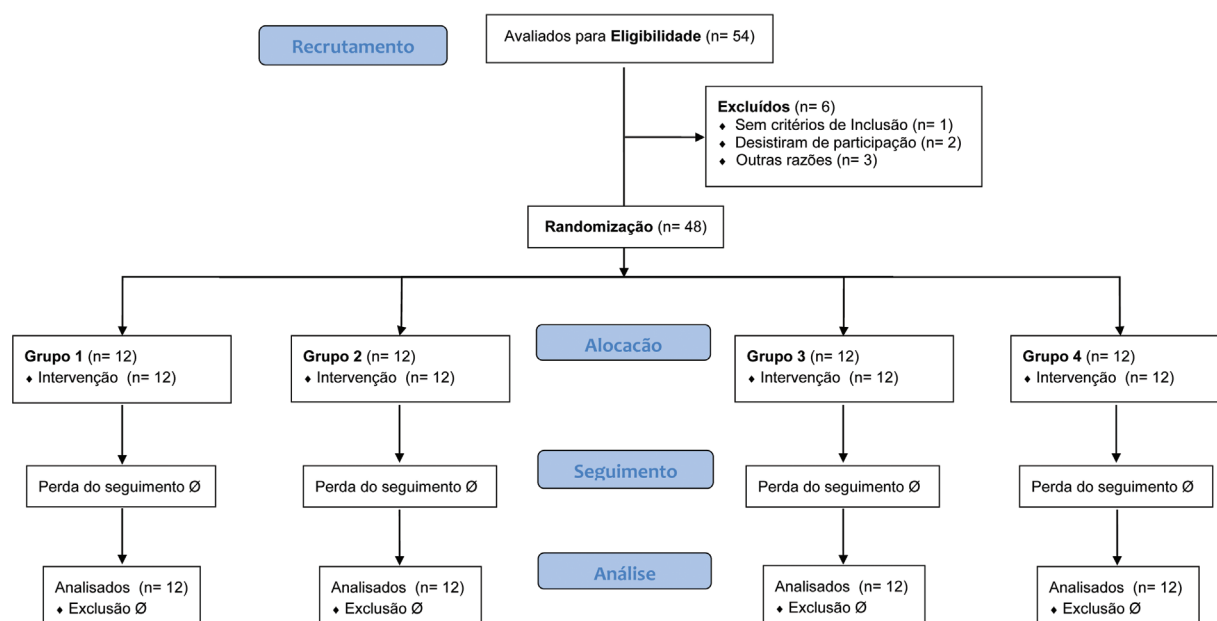 Recrutamento
Avaliados para Eligibilidade (n= 54)
Excluídos (n= 6)
♦ Sem critérios de Inclusão (n= 1)
♦ Desistiram de participação (n= 2)
♦ Outras razões (n= 3)
Randomização (n= 48)
Alocacão
Grupo 1 (n= 12)
♦ Intervenção (n= 12)
Grupo 2 (n= 12)
♦ Intervenção (n= 12)
Grupo 3 (n= 12)
♦ Intervenção (n= 12)
Grupo 4 (n= 12)
♦ Intervenção (n= 12)
Seguimento
Perda do seguimento Ø
Perda do seguimento Ø
Perda do seguimento Ø
Perda do seguimento Ø
Análise
Analisados (n= 12)
♦ Exclusão Ø
Analisados (n= 12)
♦ Exclusão Ø
Analisados (n= 12)
♦ Exclusão Ø
Analisados (n= 12)
♦ Exclusão Ø